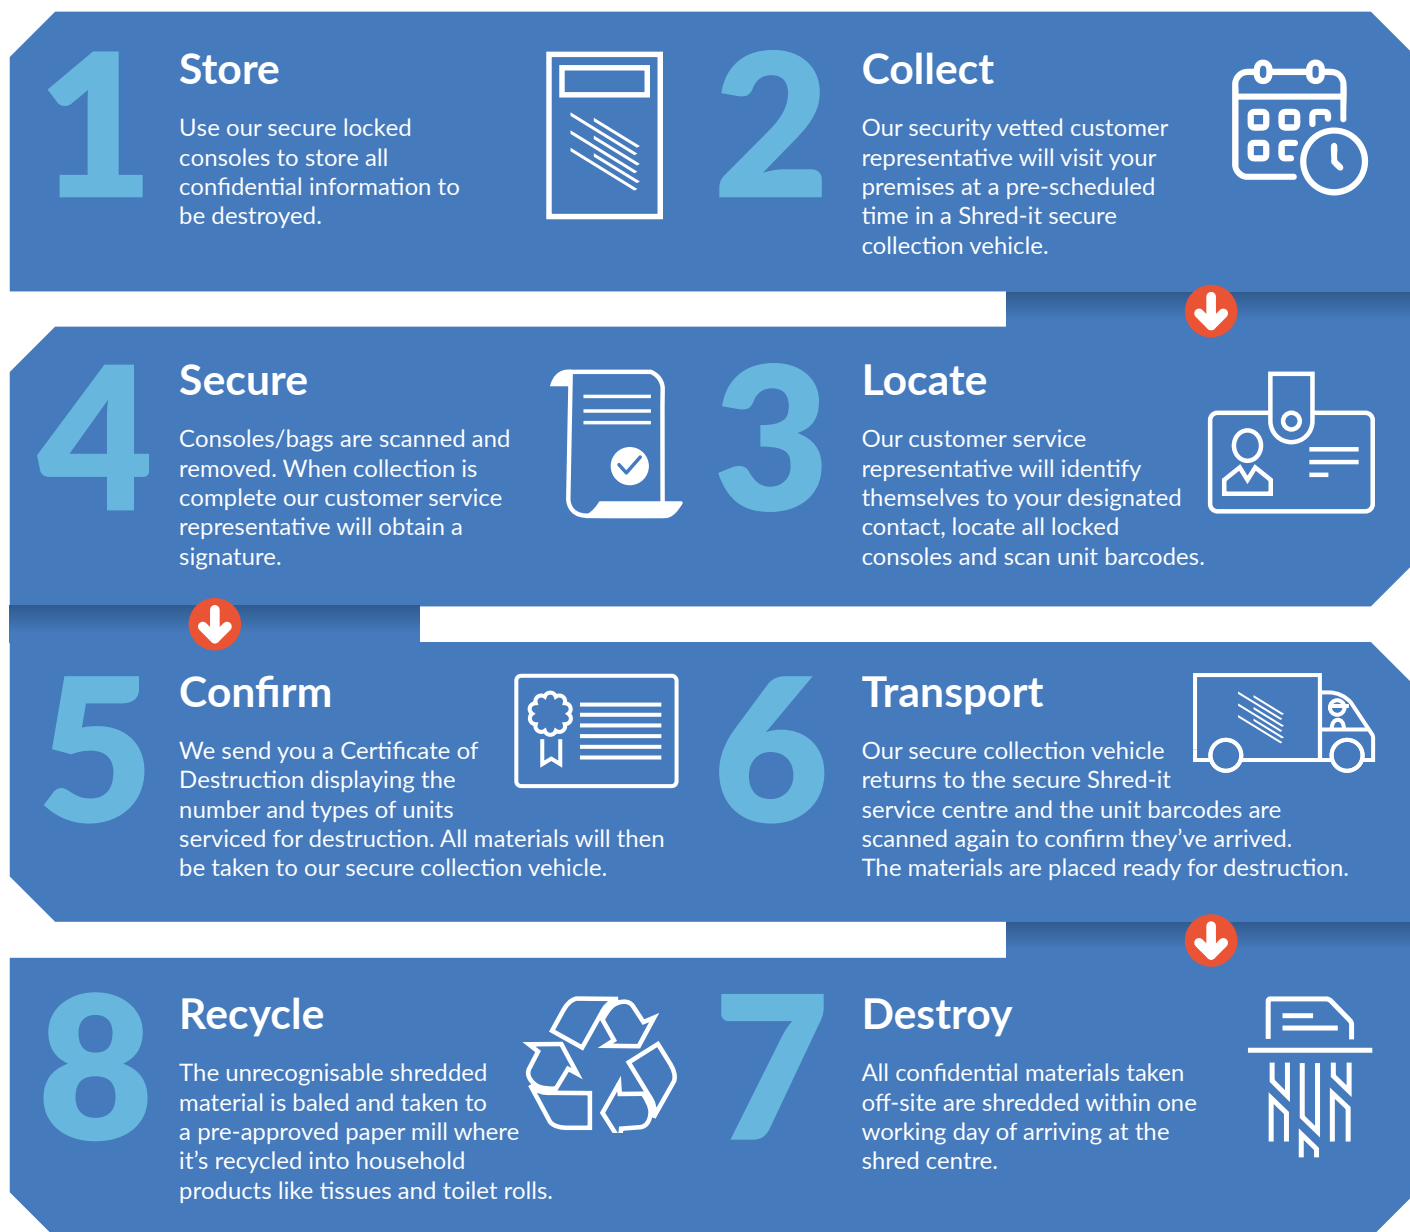 1
Store
Use our secure locked
consoles to store all
confidential information to
be destroyed.
2
Collect
Our security vetted customer
representative will visit your
premises at a pre-scheduled
time in a Shred-it secure
collection vehicle.
3
Locate
Our customer service
representative will identify
themselves to your designated
contact, locate all locked
consoles and scan unit barcodes.
4
Secure
Consoles/bags are scanned and
removed. When collection is
complete our customer service
representative will obtain a
signature.
5
Confirm
We send you a Certificate of
Destruction displaying the
number and types of units
serviced for destruction. All materials will then
be taken to our secure collection vehicle.
6
Transport
Our secure collection vehicle
returns to the secure Shred-it
service centre and the unit barcodes are
scanned again to confirm they’ve arrived.
The materials are placed ready for destruction.
7
Destroy
All confidential materials taken
off-site are shredded within one
working day of arriving at the
shred centre.
8
Recycle
The unrecognisable shredded
material is baled and taken to
a pre-approved paper mill where
it’s recycled into household
products like tissues and toilet rolls.